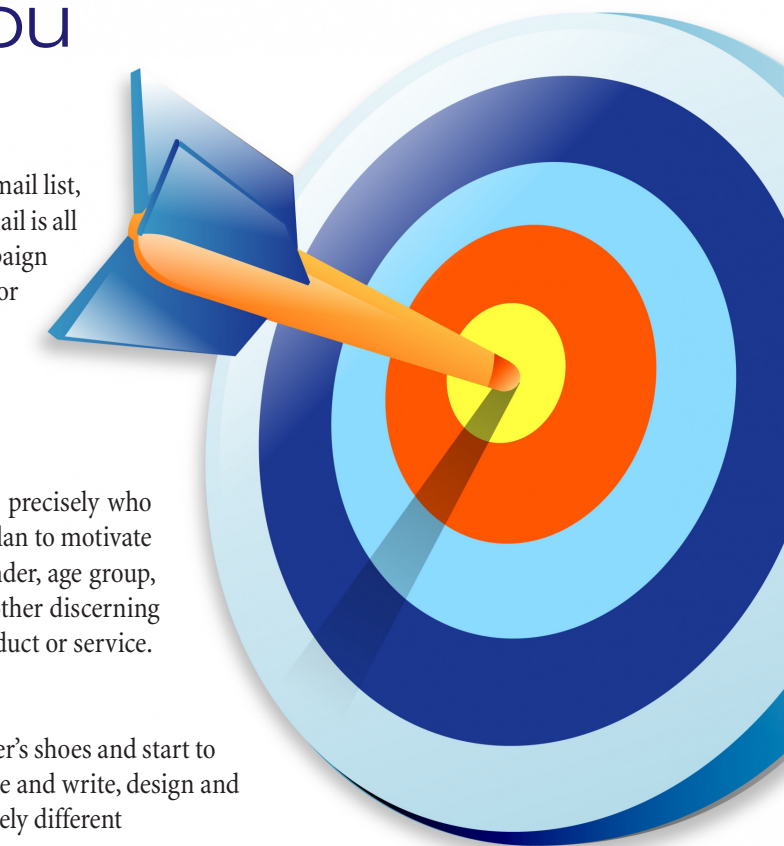 ou
mail list,
ail is all
paign
or
precisely who
lan to motivate
nder, age group,
other discerning
duct or service.
er’s shoes and start to
e and write, design and
ely different